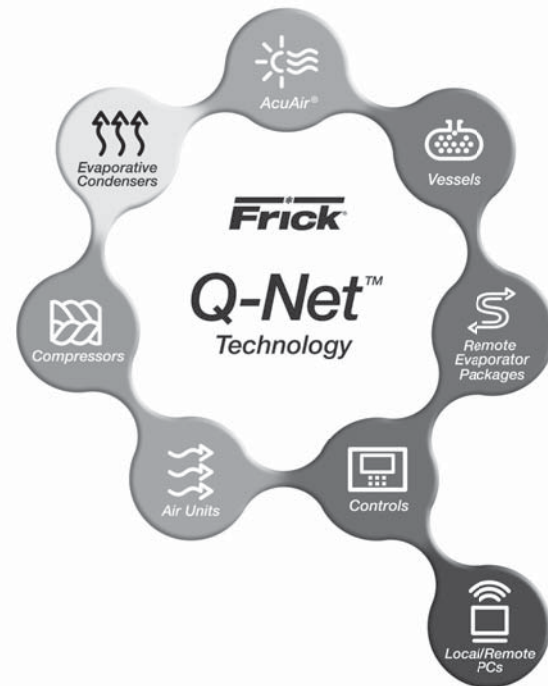 AcuAir®
Evaporative
Condensers
Vessels
Frick®
Q-Net™
Technology
Compressors
Remote
Evaporator
Packages
Air Units
Controls
Local/Remote
PCs